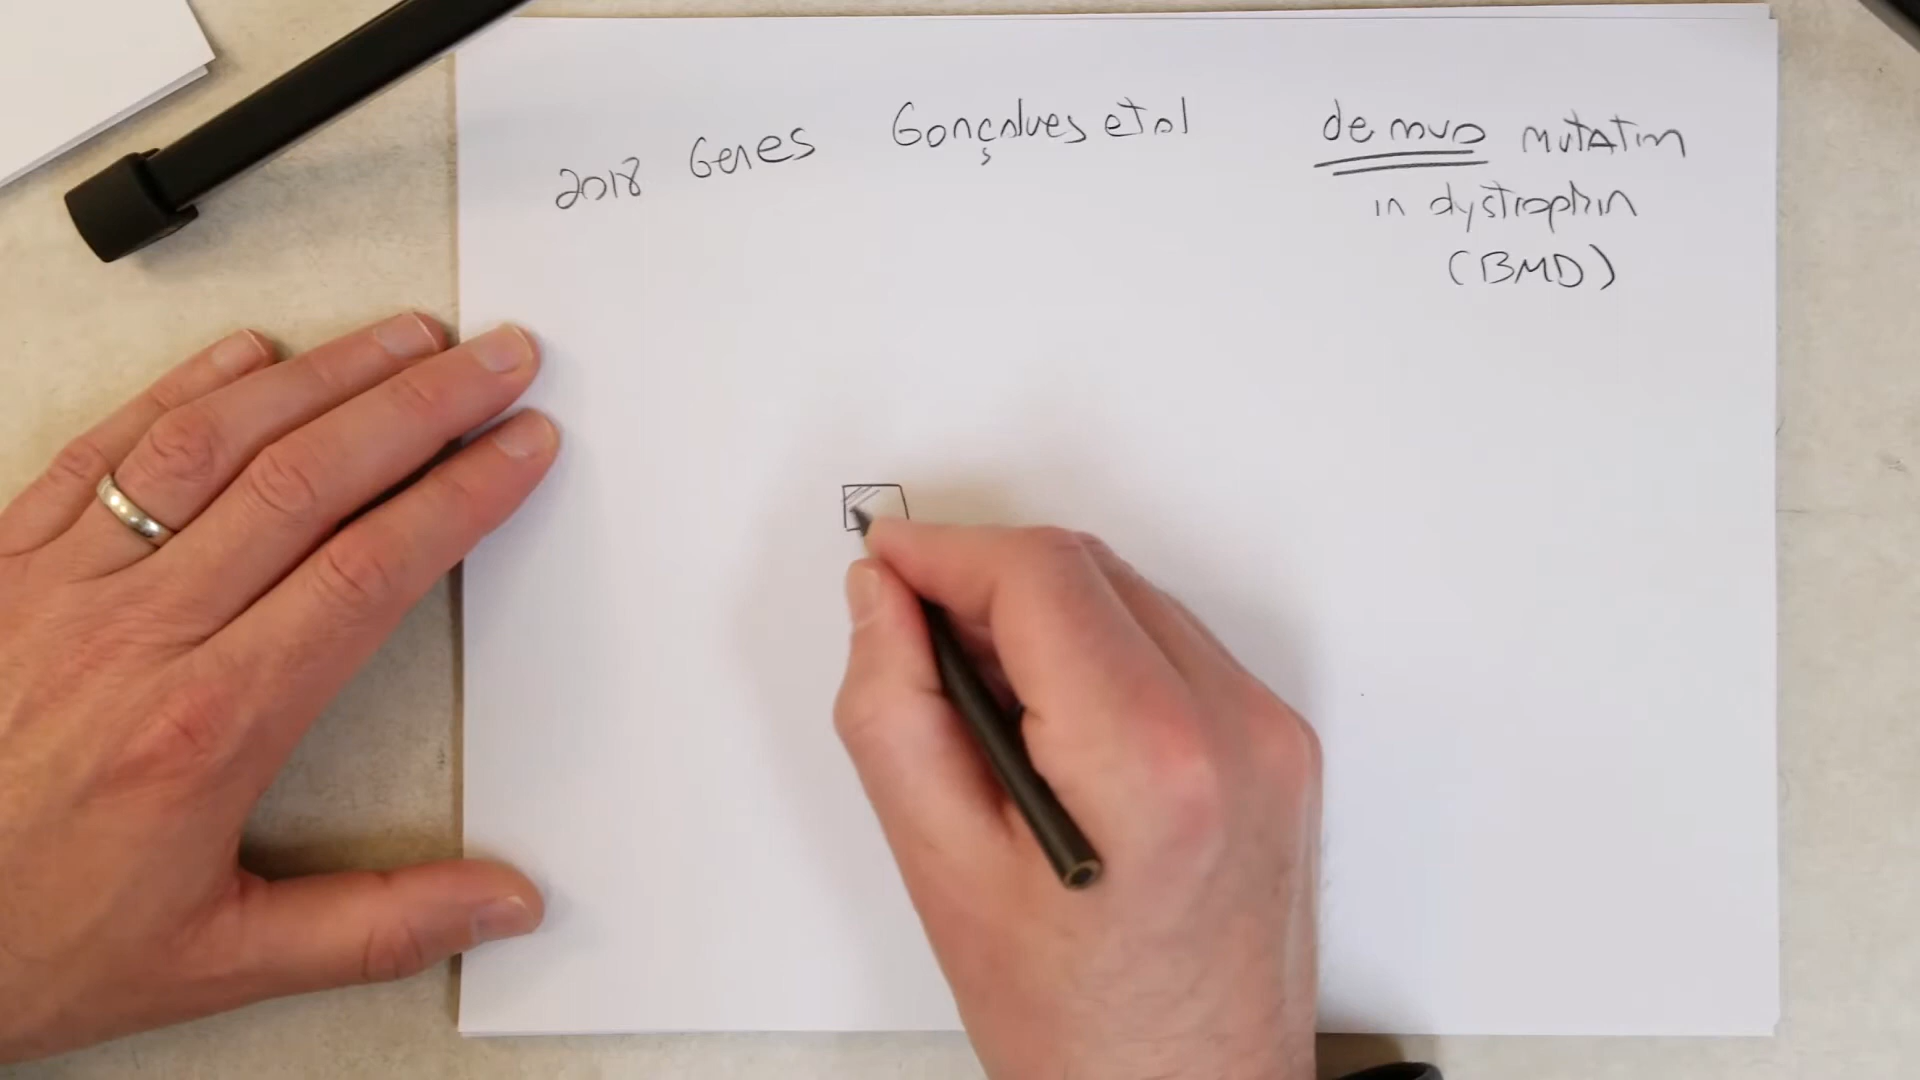 2018 Genes Gonçalves et al
de novo mutation
in dystrophin
(BMD)